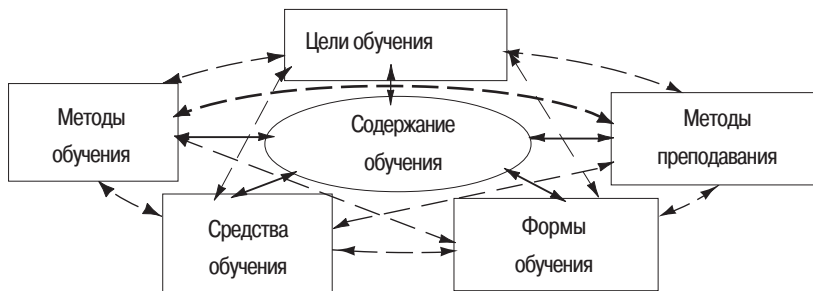 Цели обучения
Методы
обучения
Содержание
обучения
Методы
преподавания
Средства
обучения
Формы
обучения